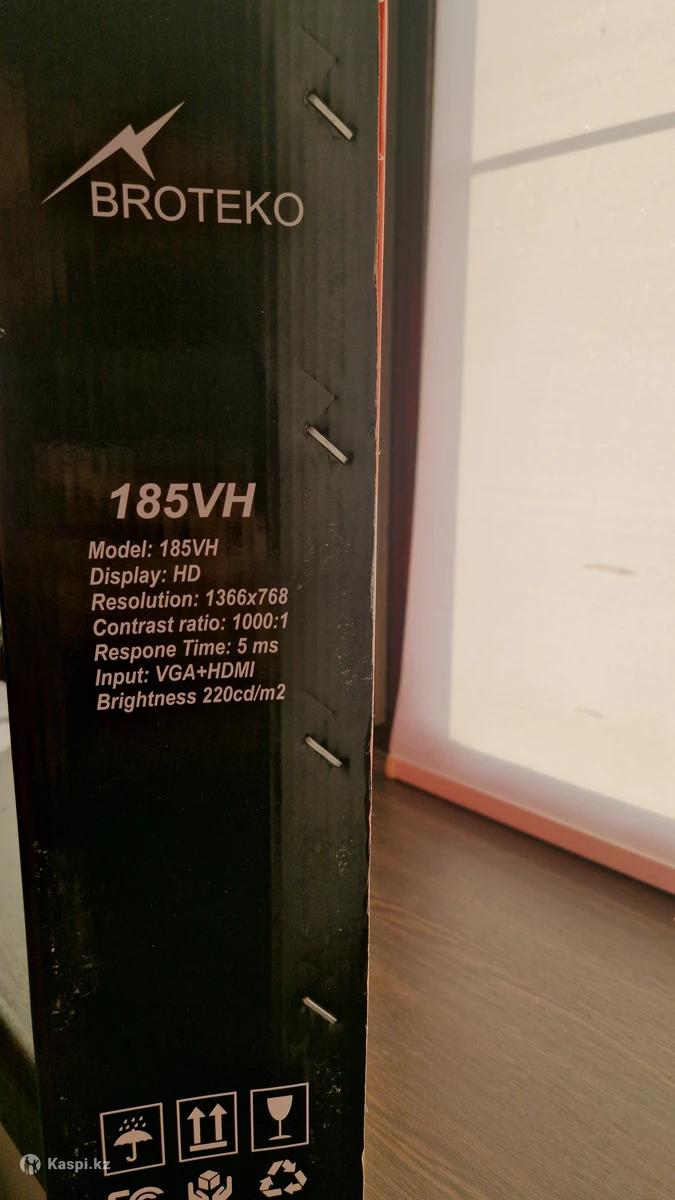 BROTEKO
185VH
Model: 185VH
Display: HD
Resolution: 1366x768
Contrast ratio: 1000:1
Respone Time: 5 ms
Input: VGA+HDMI
Brightness 220cd/m2
Kaspi.kz